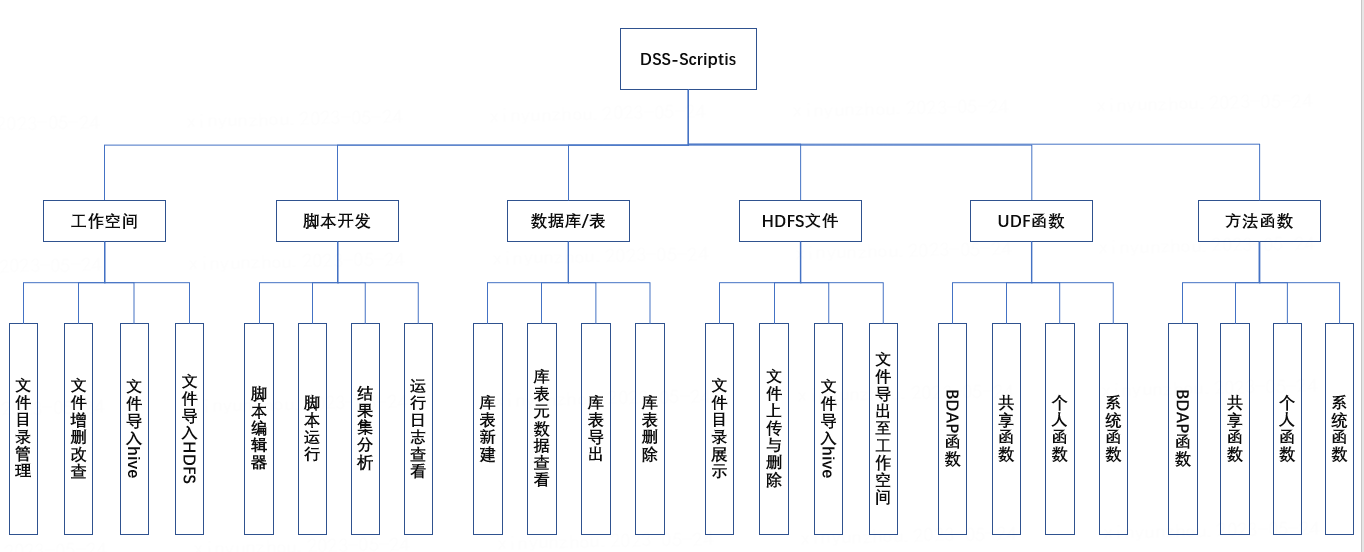 DSS-Scriptis
工作空间
脚本开发
数据库/表
HDFS文件
UDF函数
方法函数
文件目录管理
文件增删改查
文件导入hive
文件导入HDFS
脚本编辑器
脚本运行
结果集分析
运行日志查看
库表新建
库表元数据查看
库表导出
库表删除
文件目录展示
文件上传与删除
文件导入hive
文件导出至工作空间
BDAP函数
共享函数
个人函数
系统函数
BDAP函数
共享函数
个人函数
系统函数